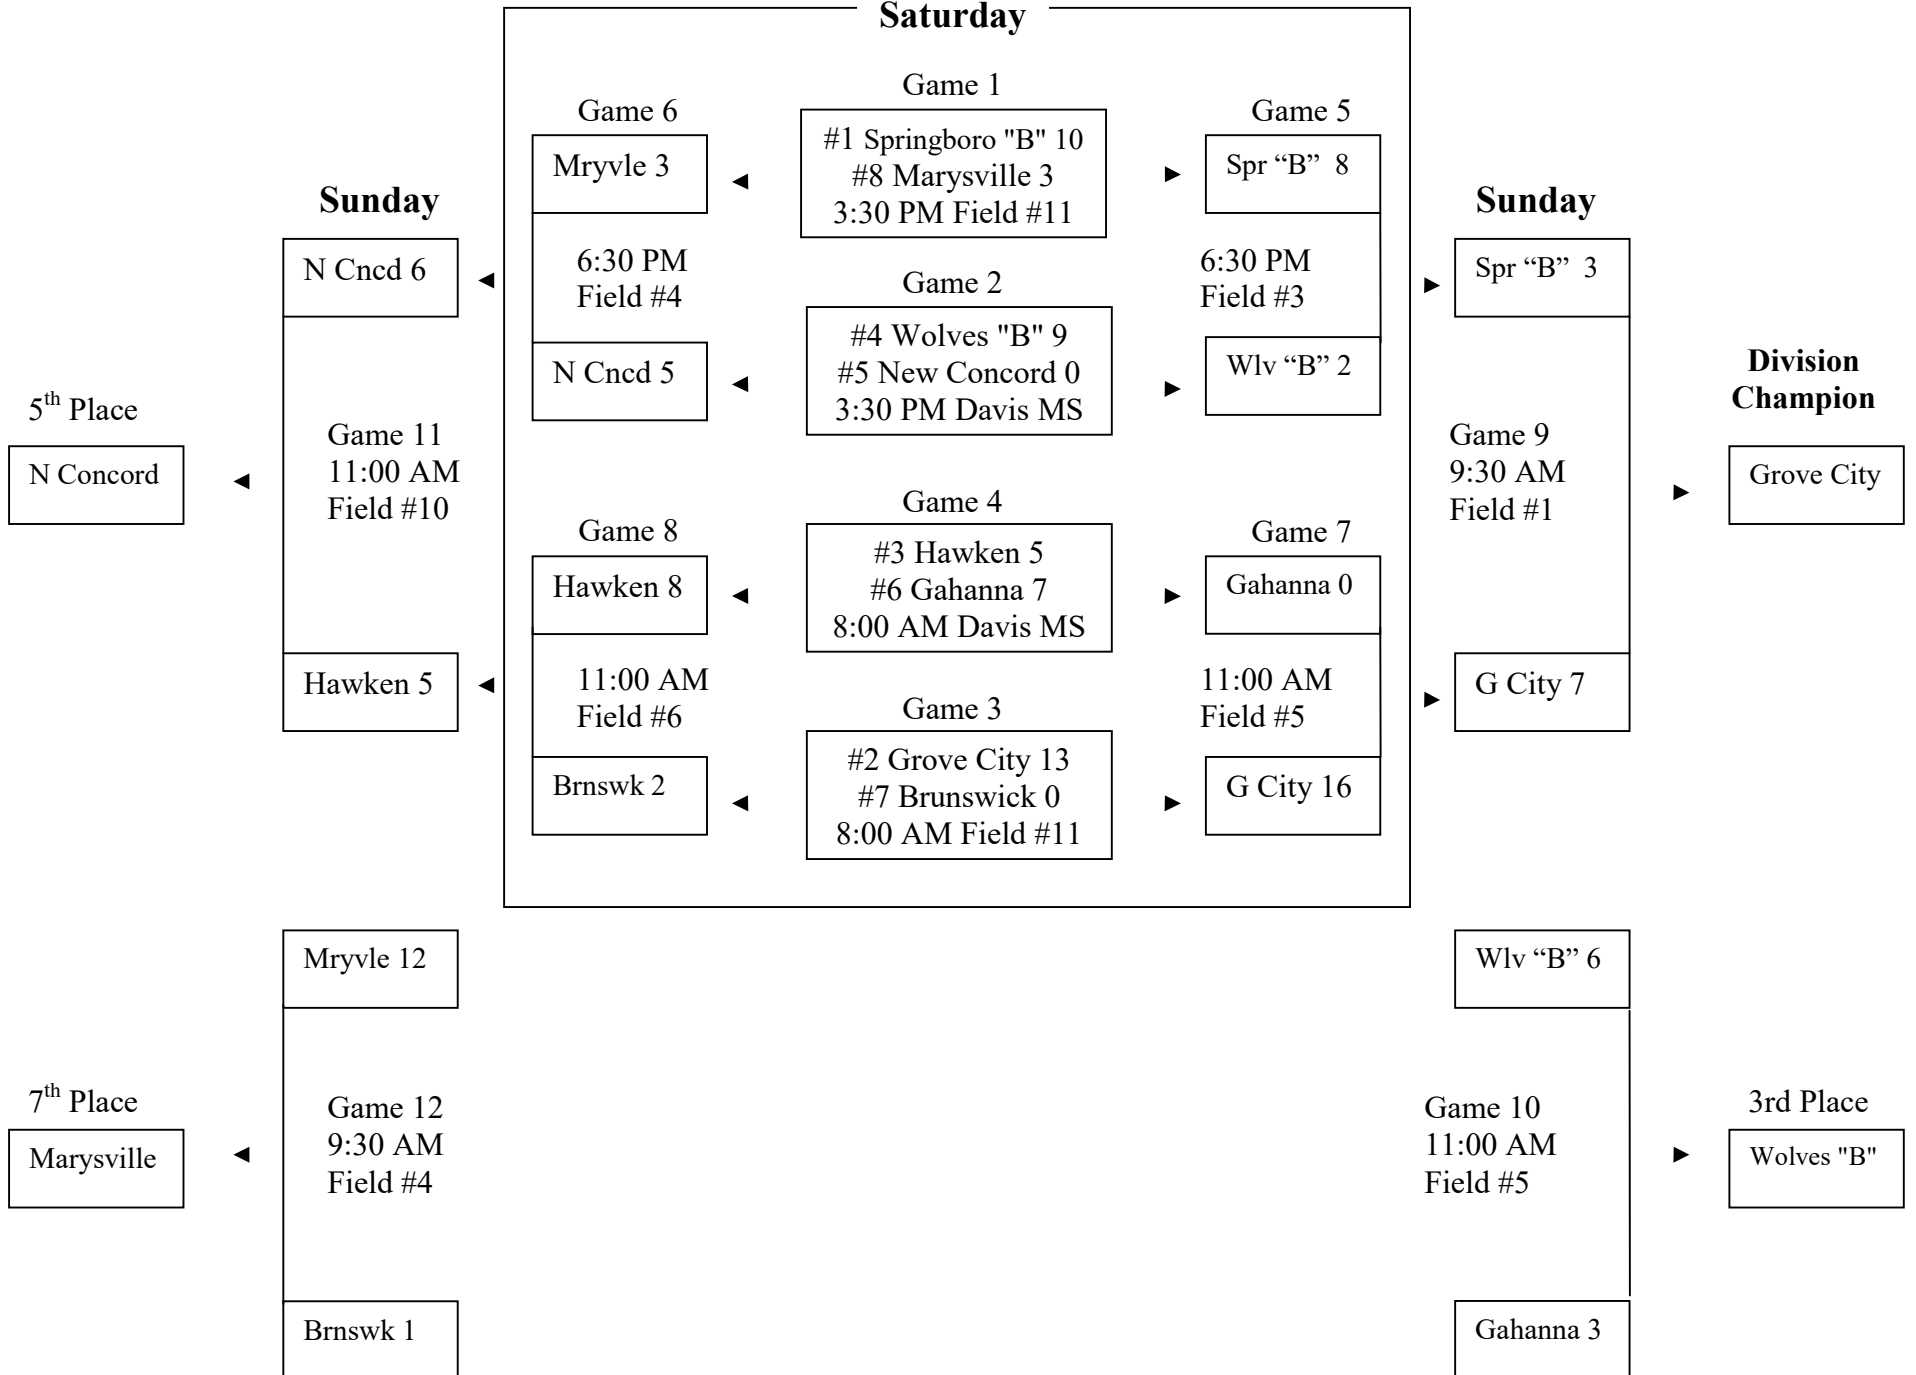 Saturday
Game 1
#1 Springboro "B" 10
#8 Marysville 3
3:30 PM Field #11
Game 6
Mryvle 3
6:30 PM
Field #4
N Cncd 5
Game 5
Spr “B” 8
6:30 PM
Field #3
Wlv “B” 2
Game 2
#4 Wolves "B" 9
#5 New Concord 0
3:30 PM Davis MS
Game 4
#3 Hawken 5
#6 Gahanna 7
8:00 AM Davis MS
Game 8
Hawken 8
11:00 AM
Field #6
Brnswk 2
Game 7
Gahanna 0
11:00 AM
Field #5
G City 16
Game 3
#2 Grove City 13
#7 Brunswick 0
8:00 AM Field #11
Sunday
N Cncd 6
Game 11
11:00 AM
Field #10
Hawken 5
5th Place
N Concord
Sunday
Spr “B” 3
Game 9
9:30 AM
Field #1
G City 7
Division
Champion
Grove City
Mryvle 12
Game 12
9:30 AM
Field #4
Brnswk 1
7th Place
Marysville
Wlv “B” 6
Game 10
11:00 AM
Field #5
Gahanna 3
3rd Place
Wolves "B"